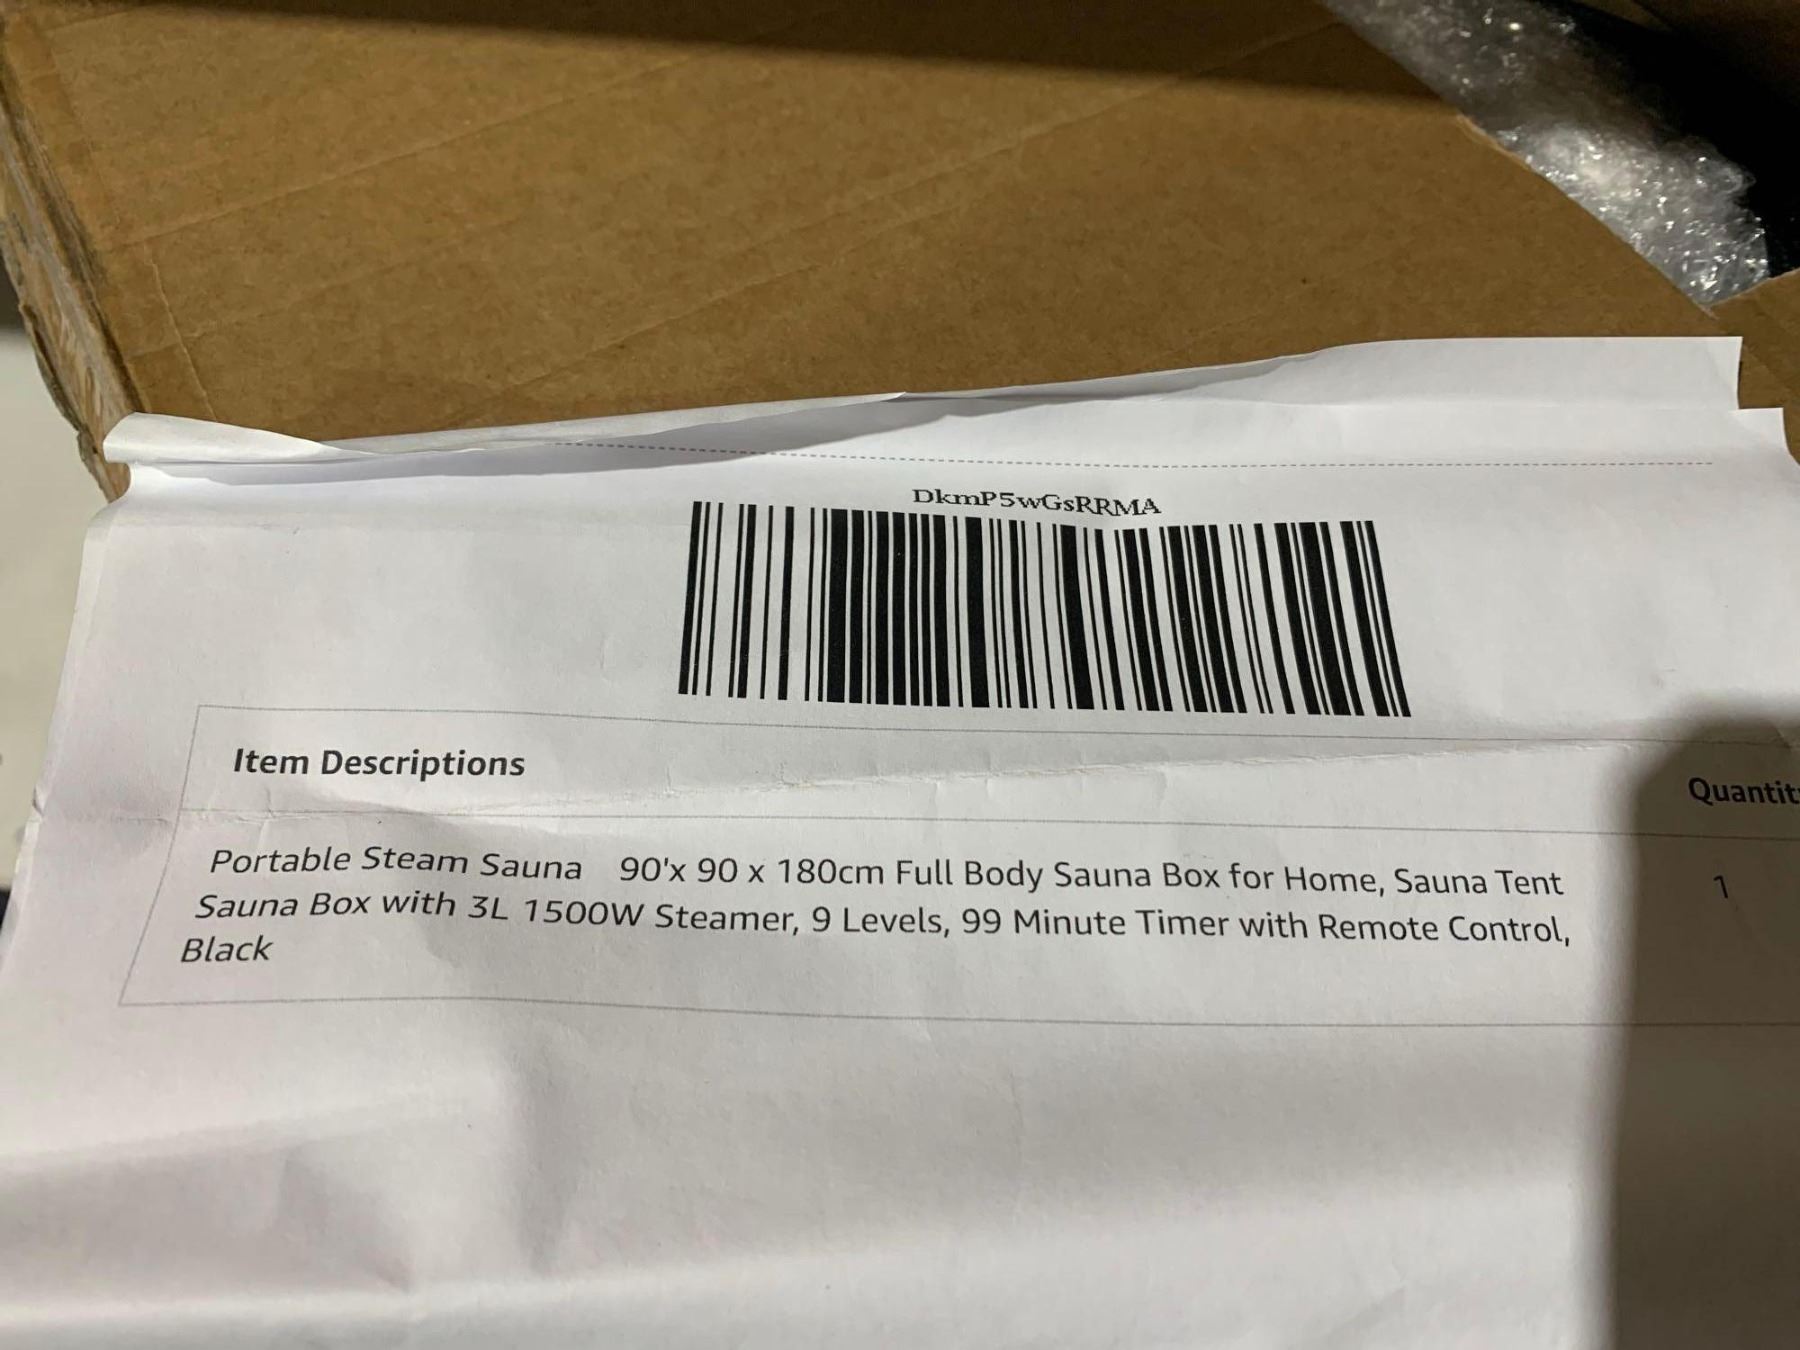 DkmP5wGsRRMA
Item Descriptions
Quantit
Portable Steam Sauna 90'x 90 x 180cm Full Body Sauna Box for Home, Sauna Tent
1
Sauna Box with 3L 1500W Steamer, 9 Levels, 99 Minute Timer with Remote Control,
Black